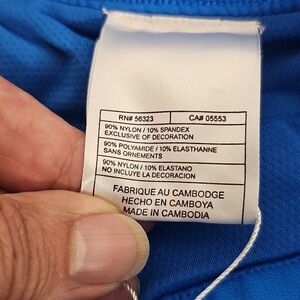 RN# 56323 CA# 05553
90% NYLON / 10% SPANDEX
EXCLUSIVE OF DECORATION
90% POLYAMIDE / 10% ELASTHANNE
SANS ORNEMENTS
90% NYLON / 10% ELASTANO
NO INCLUYE LA DECORACION
FABRIQUÉ AU CAMBODGE
HECHO EN CAMBOYA
MADE IN CAMBODIA